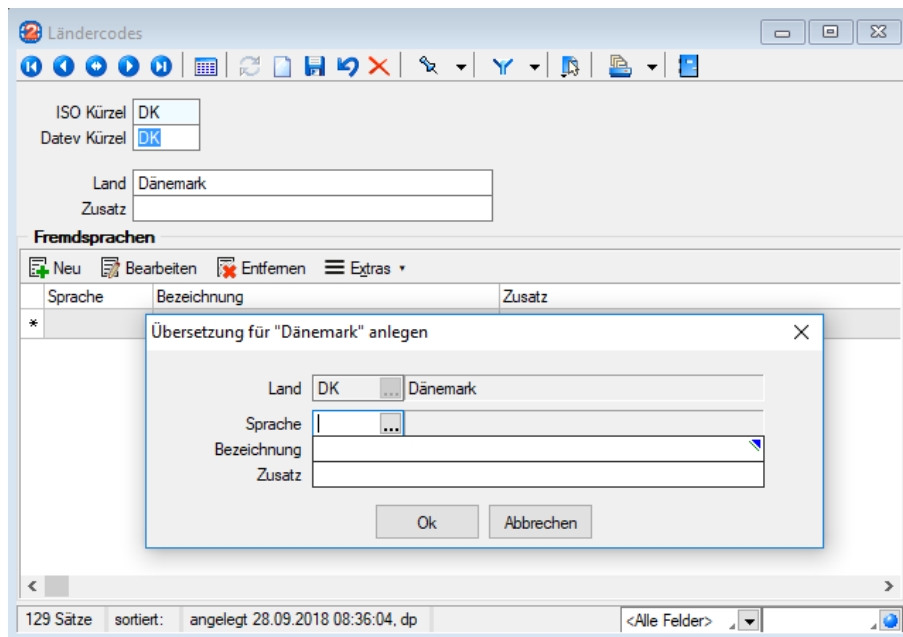 Ländercodes
ISO Kürzel DK
Datev Kürzel DK
Land Dänemark
Zusatz
Fremdsprachen
Neu Bearbeiten Entfernen Extras
Sprache Bezeichnung Zusatz
*
Übersetzung für "Dänemark" anlegen
Land DK ... Dänemark
Sprache ...
Bezeichnung
Zusatz
Ok Abbrechen
129 Sätze sortiert: angelegt 28.09.2018 08:36:04, dp <Alle Felder>